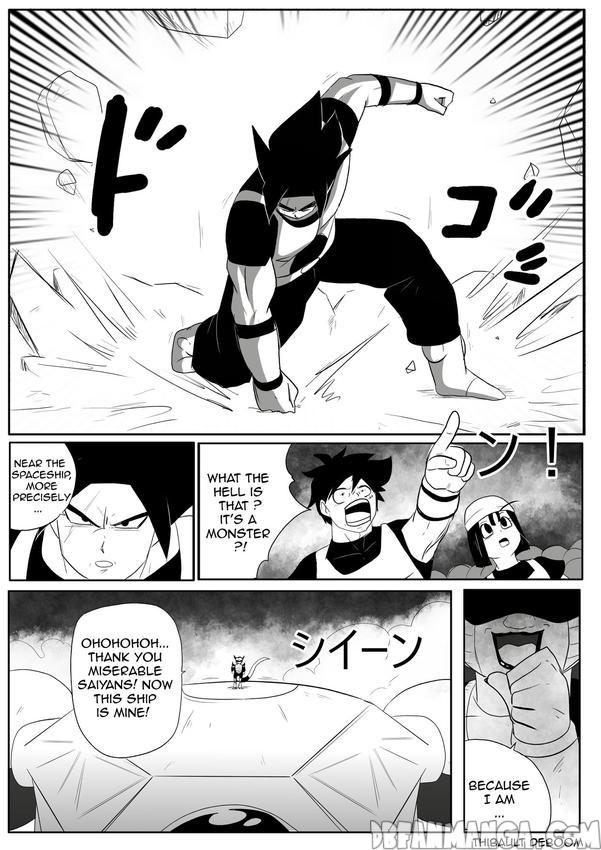 ドゴン!
NEAR THE
SPACESHIP,
MORE
PRECISELY
...
WHAT THE
HELL IS
THAT ?
IT'S A
MONSTER
?!
OHOHOHOH...
THANK YOU
MISERABLE
SAIYANS! NOW
THIS SHIP
IS MINE!
シイーン
BECAUSE
I AM
...
DBFANMANGA.COM
THIBAULT DEBOOM